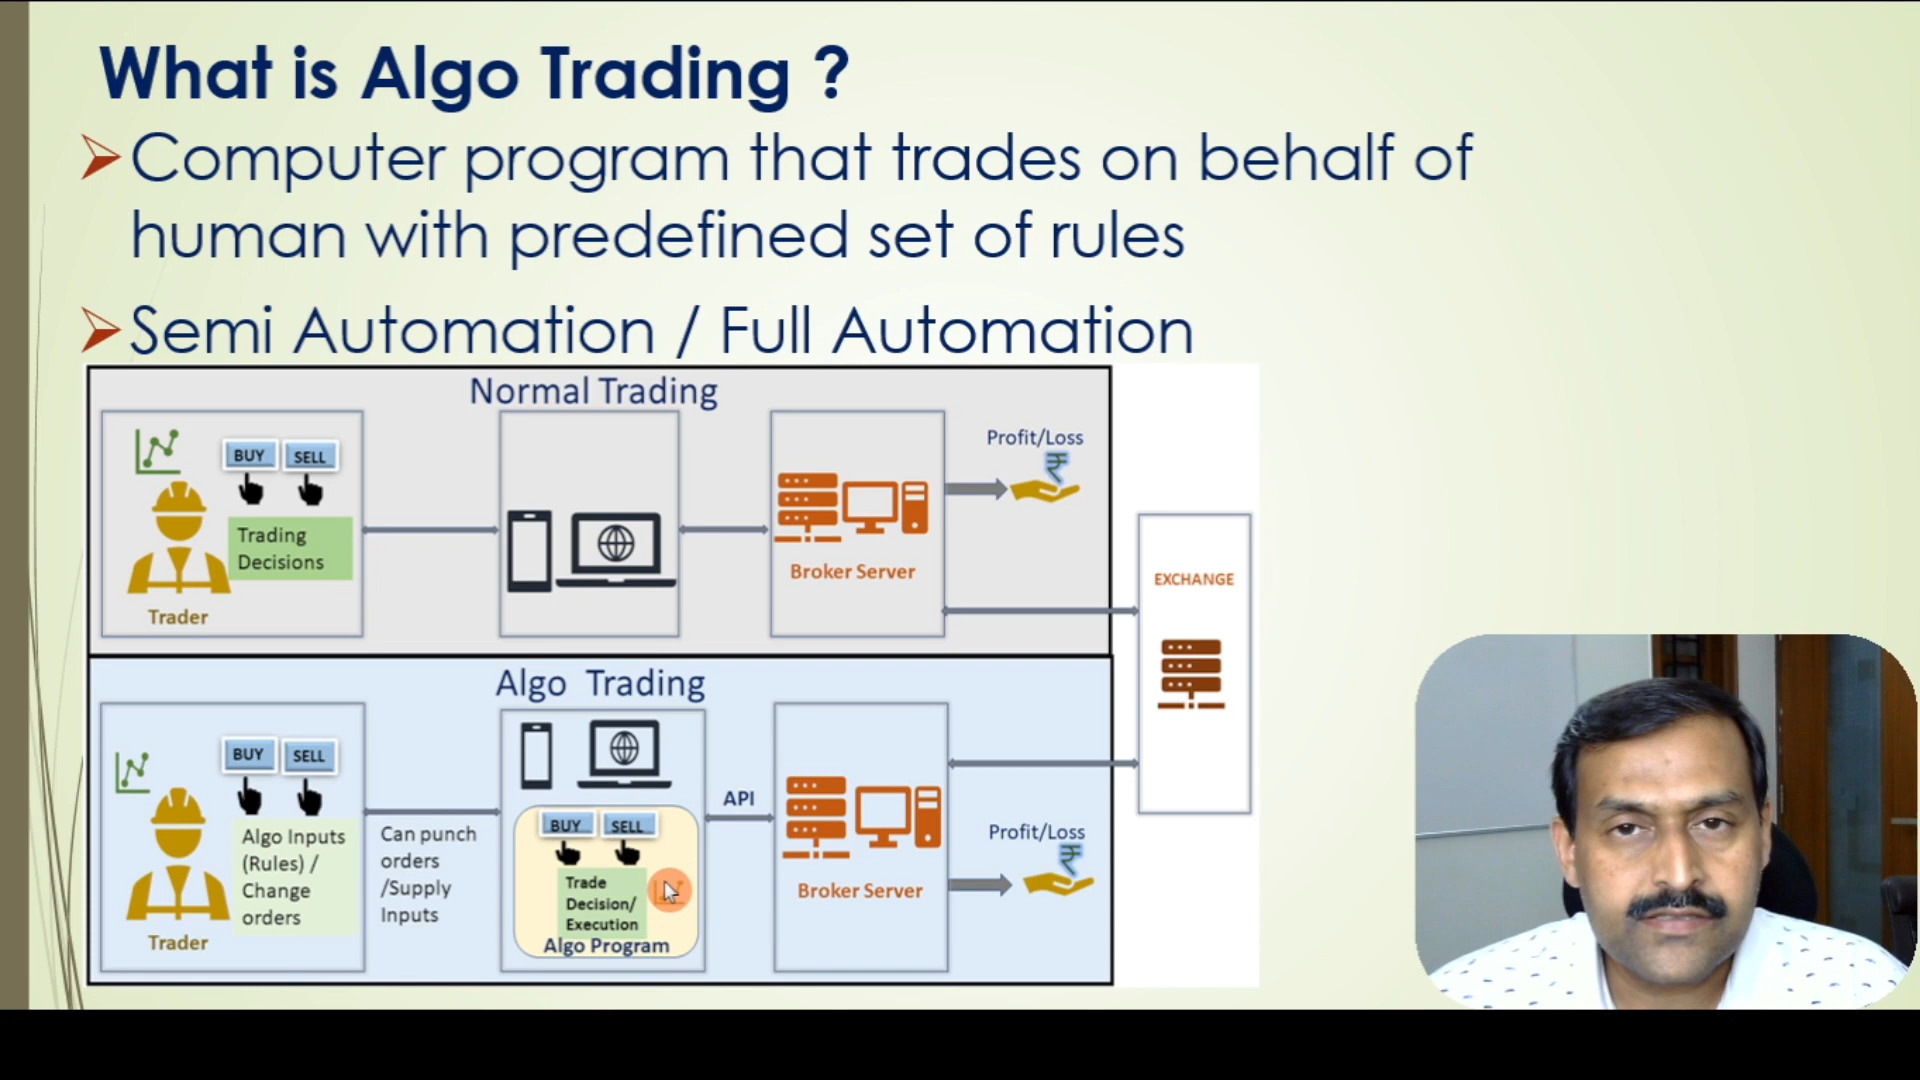 What is Algo Trading ?
Computer program that trades on behalf of
human with predefined set of rules
Semi Automation / Full Automation
Normal Trading
BUY
SELL
Trading
Decisions
Trader
Broker Server
Profit/Loss
₹
EXCHANGE
Algo Trading
BUY
SELL
Algo Inputs
(Rules) /
Change
orders
Trader
Can punch
orders
/Supply
Inputs
BUY
SELL
Trade
Decision/
Execution
Algo Program
API
Broker Server
Profit/Loss
₹